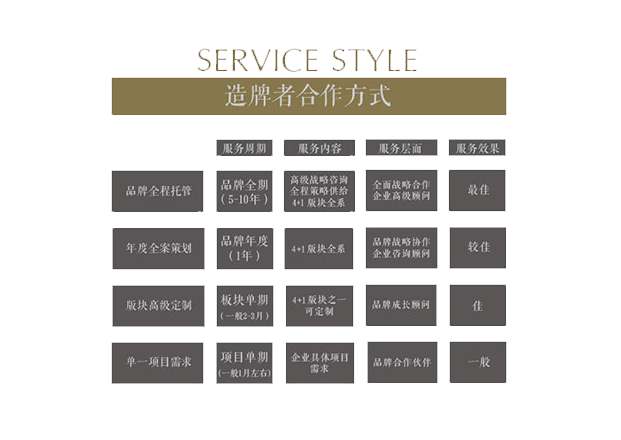 SERVICE STYLE
造牌者合作方式
服务周期 服务内容 服务层面 服务效果
品牌全程托管
品牌全期
(5-10年)
高级战略咨询
全程策略供给
4+1版块全系
全面战略合作
企业高级顾问
最佳
年度全案策划
品牌年度
(1年)
4+1版块全系
品牌战略协作
企业咨询顾问
较佳
版块高级定制
板块单期
(一般2-3月)
4+1版块之一
可定制
品牌成长顾问
佳
单一项目需求
项目单期
(一般1月左右)
企业具体项目
需求
品牌合作伙伴
一般